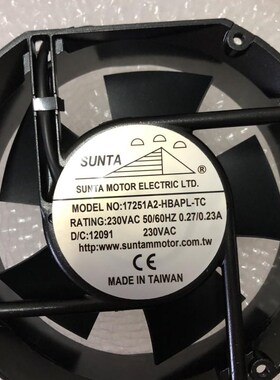 SUNTA
®
SUNTA MOTOR ELECTRIC LTD.
MODEL NO:17251A2-HBAPL-TC
RATING:230VAC 50/60HZ 0.27/0.23A
D/C:12091 230VAC
http:www.suntammotor.com.tw
CE
MADE IN TAIWAN